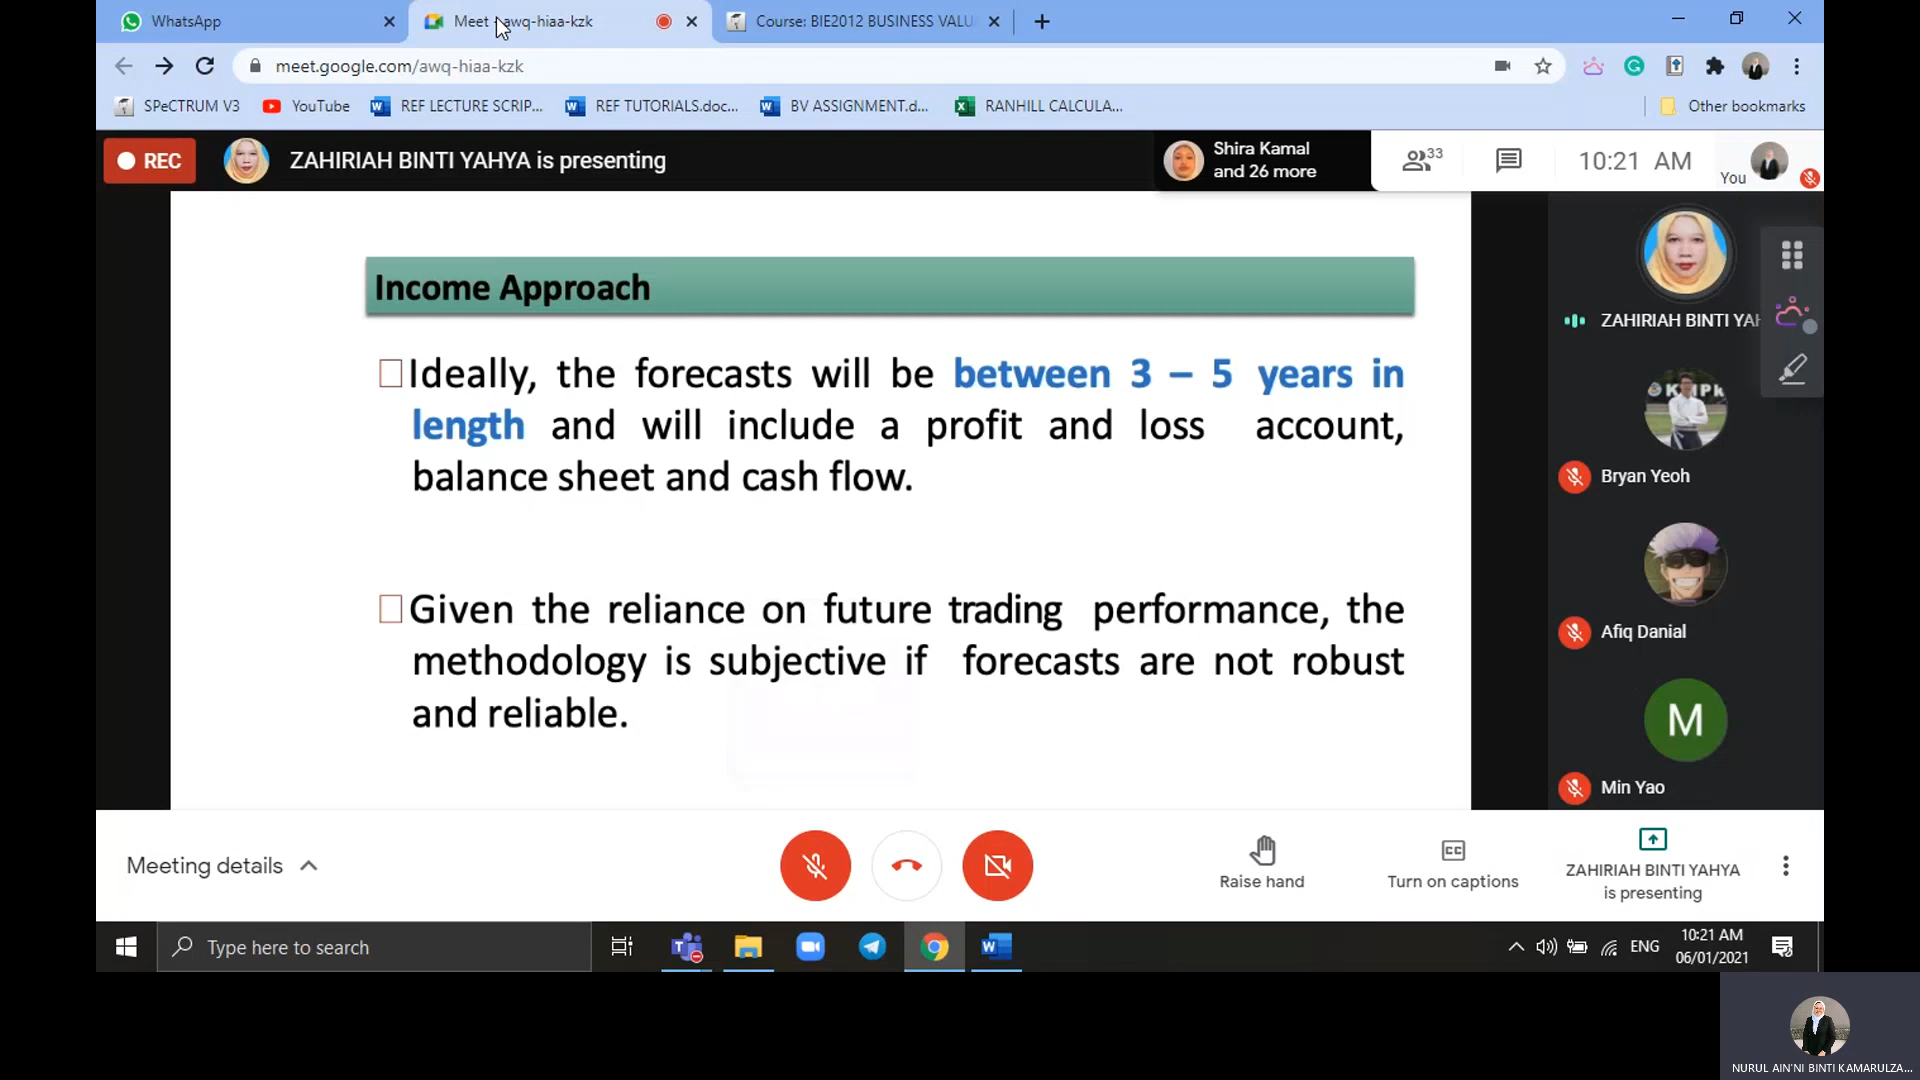 WhatsApp
Meet - awq-hiaa-kzk
Course: BIE2012 BUSINESS VALU
meet.google.com/awq-hiaa-kzk
SPeCTRUM V3
YouTube
REF LECTURE SCRIP...
REF TUTORIALS.doc...
BV ASSIGNMENT.d...
RANHILL CALCULA...
Other bookmarks
REC
ZAHIRIAH BINTI YAHYA is presenting
Shira Kamal
and 26 more
33
10:21 AM
You
Income Approach
Ideally, the forecasts will be between 3 – 5 years in
length and will include a profit and loss account,
balance sheet and cash flow.
Given the reliance on future trading performance, the
methodology is subjective if forecasts are not robust
and reliable.
ZAHIRIAH BINTI YAH
Bryan Yeoh
Afiq Danial
M
Min Yao
Meeting details
Raise hand
Turn on captions
ZAHIRIAH BINTI YAHYA
is presenting
Type here to search
ENG
10:21 AM
06/01/2021
NURUL AIN'NI BINTI KAMARULZA...